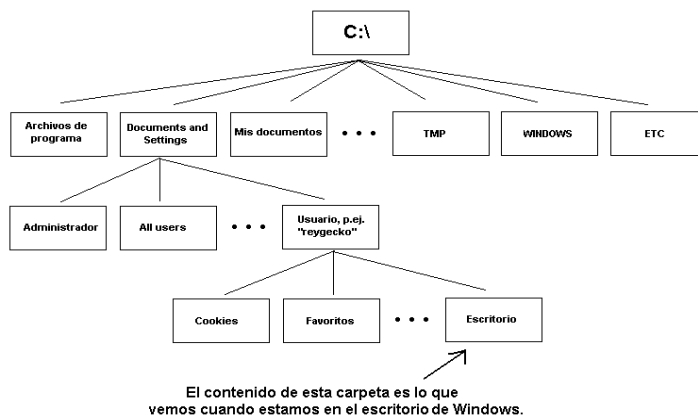 C:\
Archivos de
programa
Documents and
Settings
Mis documentos
• • •
TMP
WINDOWS
ETC
Administrador
All users
• • •
Usuario, p.ej.
"reygecko"
Cookies
Favoritos
• • •
Escritorio
El contenido de esta carpeta es lo que
vemos cuando estamos en el escritorio de Windows.